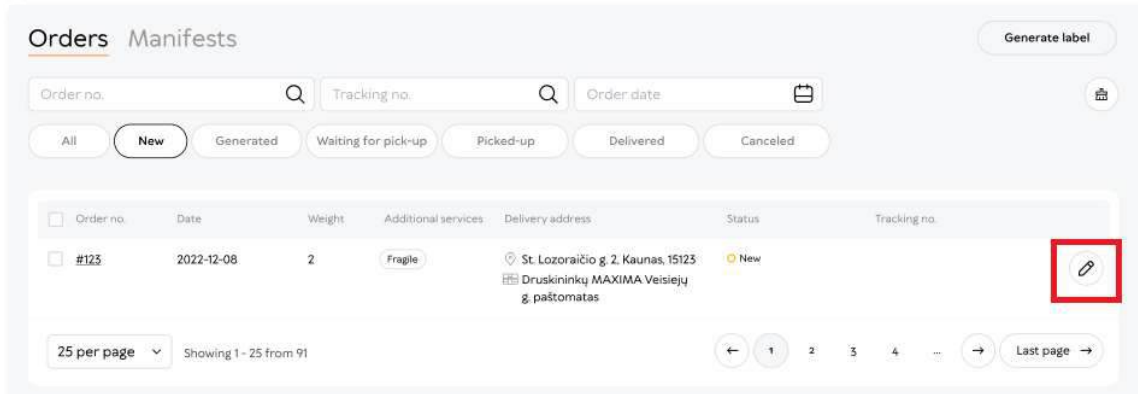 Orders Manifests Generate label
Order no. Tracking no. Order date
All New Generated Waiting for pick-up Picked-up Delivered Canceled
Order no. Date Weight Additional services Delivery address Status Tracking no.
#123 2022-12-08 2 Fragile St. Lozoraičio g. 2, Kaunas, 15123 New
Druskininkų MAXIMA Veisiejų
g. paštomatas
25 per page Showing 1 - 25 from 91 ← 1 2 3 4 ... → Last page →